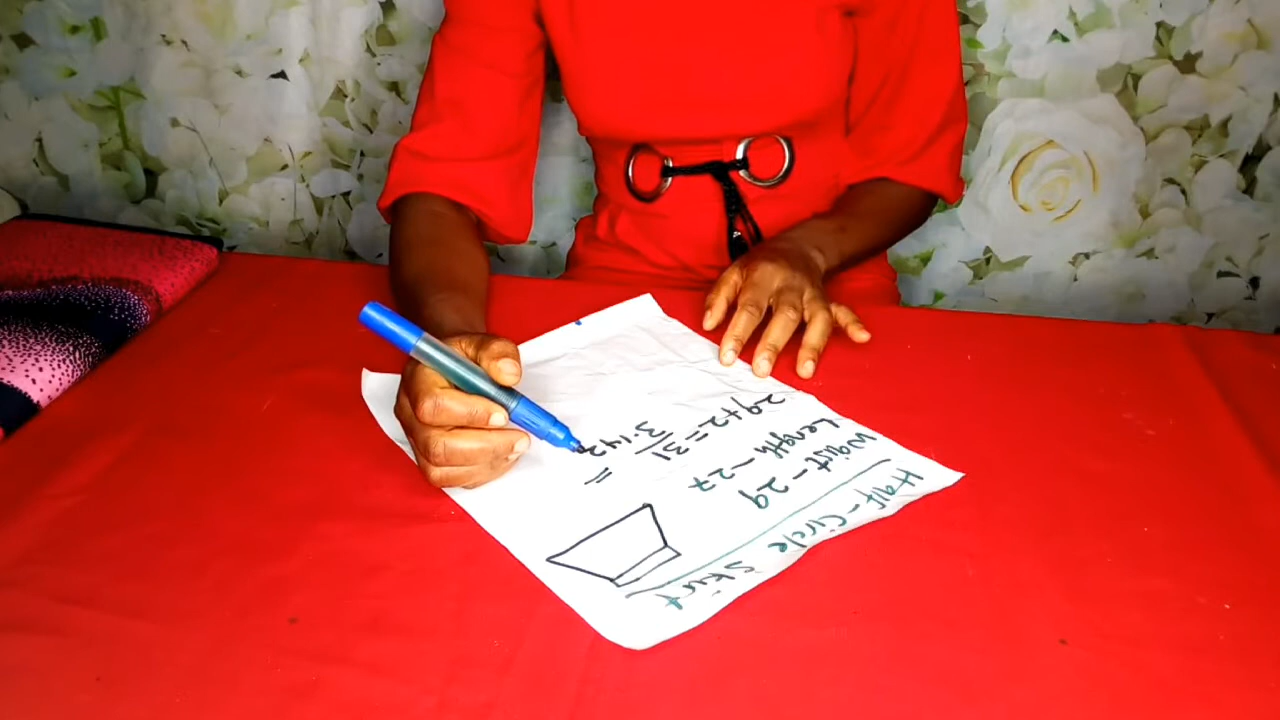 Half-Circle Skirt
Waist - 29
Length - 27
29+2=31
31
3.142 =